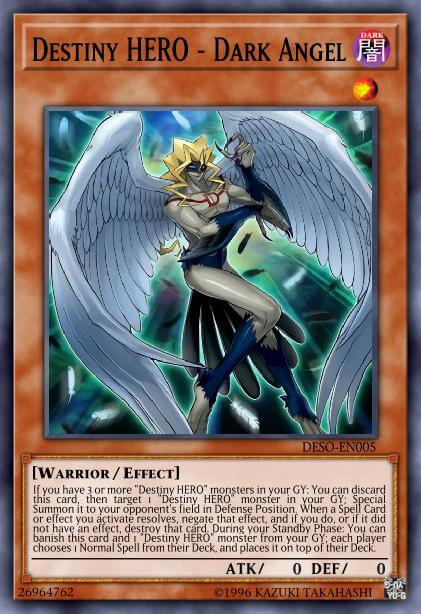 Destiny HERO - Dark Angel
DARK
闇
DESO-EN005
[Warrior / Effect]
If you have 3 or more "Destiny HERO" monsters in your GY: You can discard
this card, then target 1 "Destiny HERO" monster in your GY; Special
Summon it to your opponent's field in Defense Position. When a Spell Card
or effect you activate resolves, negate that effect, and if you do, or if it did
not have an effect, destroy that card. During your Standby Phase: You can
banish this card and 1 "Destiny HERO" monster from your GY; each player
chooses 1 Normal Spell from their Deck, and places it on top of their Deck.
ATK/ 0 DEF/ 0
26964762 ©1996 KAZUKI TAKAHASHI